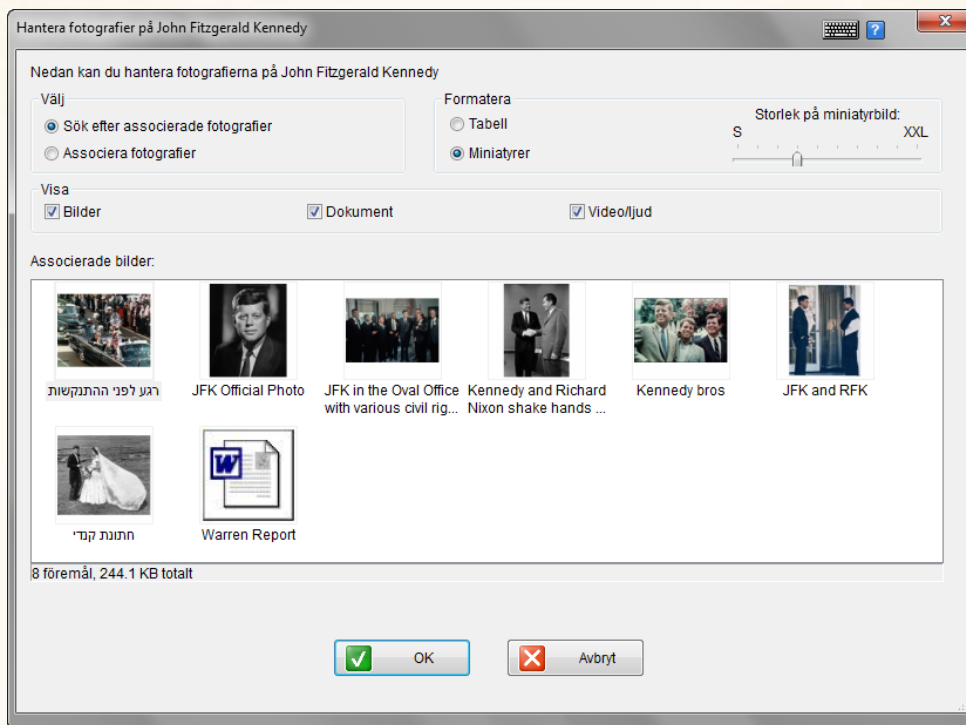 Hantera fotografier på John Fitzgerald Kennedy
Nedan kan du hantera fotografierna på John Fitzgerald Kennedy
Välj
Sök efter associerade fotografier
Associera fotografier
Formatera
Tabell
Miniatyrer
Storlek på miniatyrbild:
S
XXL
Visa
Bilder
Dokument
Video/ljud
Associerade bilder:
רגע לפני ההתנקשות
JFK Official Photo
JFK in the Oval Office
with various civil rig...
Kennedy and Richard
Nixon shake hands ...
Kennedy bros
JFK and RFK
חתונת קנדי
W
Warren Report
8 föremål, 244.1 KB totalt
OK
Avbryt